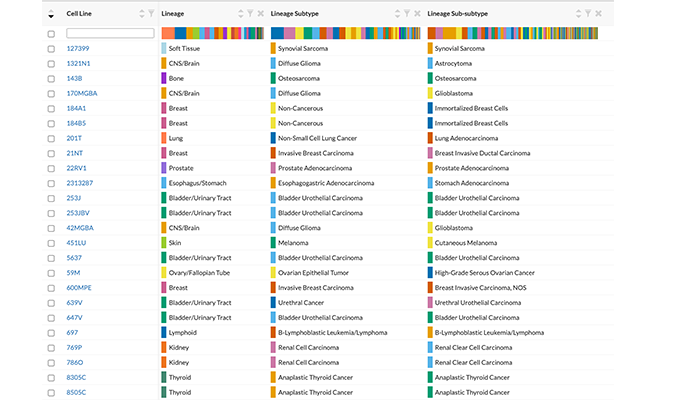 Cell Line Lineage Lineage Subtype Lineage Sub-subtype
127399 Soft Tissue Synovial Sarcoma Synovial Sarcoma
1321N1 CNS/Brain Diffuse Glioma Astrocytoma
143B Bone Osteosarcoma Osteosarcoma
170MGBA CNS/Brain Diffuse Glioma Glioblastoma
184A1 Breast Non-Cancerous Immortalized Breast Cells
184B5 Breast Non-Cancerous Immortalized Breast Cells
201T Lung Non-Small Cell Lung Cancer Lung Adenocarcinoma
21NT Breast Invasive Breast Carcinoma Breast Invasive Ductal Carcinoma
22RV1 Prostate Prostate Adenocarcinoma Prostate Adenocarcinoma
2313287 Esophagus/Stomach Esophagogastric Adenocarcinoma Stomach Adenocarcinoma
253J Bladder/Urinary Tract Bladder Urothelial Carcinoma Bladder Urothelial Carcinoma
253JBV Bladder/Urinary Tract Bladder Urothelial Carcinoma Bladder Urothelial Carcinoma
42MGBA CNS/Brain Diffuse Glioma Glioblastoma
451LU Skin Melanoma Cutaneous Melanoma
5637 Bladder/Urinary Tract Bladder Urothelial Carcinoma Bladder Urothelial Carcinoma
59M Ovary/Fallopian Tube Ovarian Epithelial Tumor High-Grade Serous Ovarian Cancer
600MPE Breast Invasive Breast Carcinoma Breast Invasive Carcinoma, NOS
639V Bladder/Urinary Tract Urethral Cancer Urethral Urothelial Carcinoma
647V Bladder/Urinary Tract Bladder Urothelial Carcinoma Bladder Urothelial Carcinoma
697 Lymphoid B-Lymphoblastic Leukemia/Lymphoma B-Lymphoblastic Leukemia/Lymphoma
769P Kidney Renal Cell Carcinoma Renal Clear Cell Carcinoma
786O Kidney Renal Cell Carcinoma Renal Clear Cell Carcinoma
8305C Thyroid Anaplastic Thyroid Cancer Anaplastic Thyroid Cancer
8505C Thyroid Anaplastic Thyroid Cancer Anaplastic Thyroid Cancer